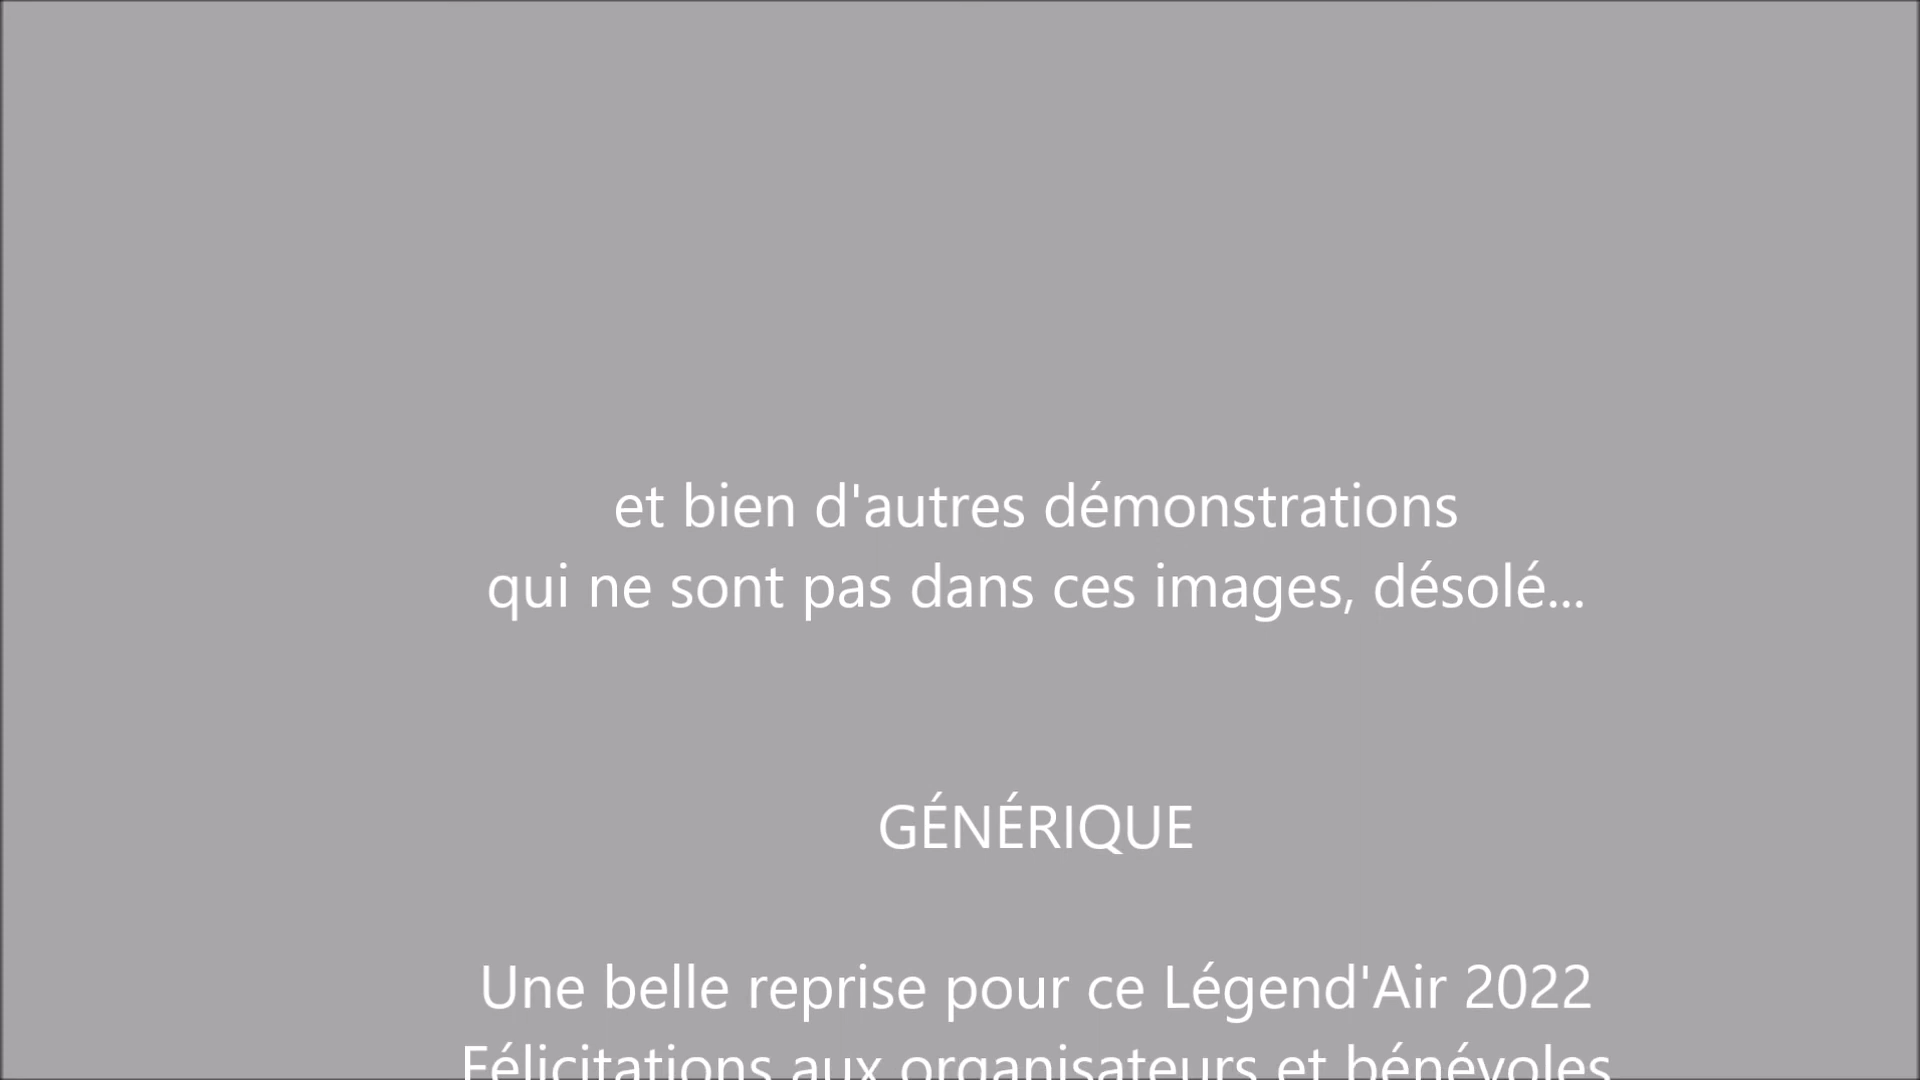 et bien d'autres démonstrations
qui ne sont pas dans ces images, désolé...
GÉNÉRIQUE
Une belle reprise pour ce Légend'Air 2022
Félicitations aux organisateurs et bénévoles